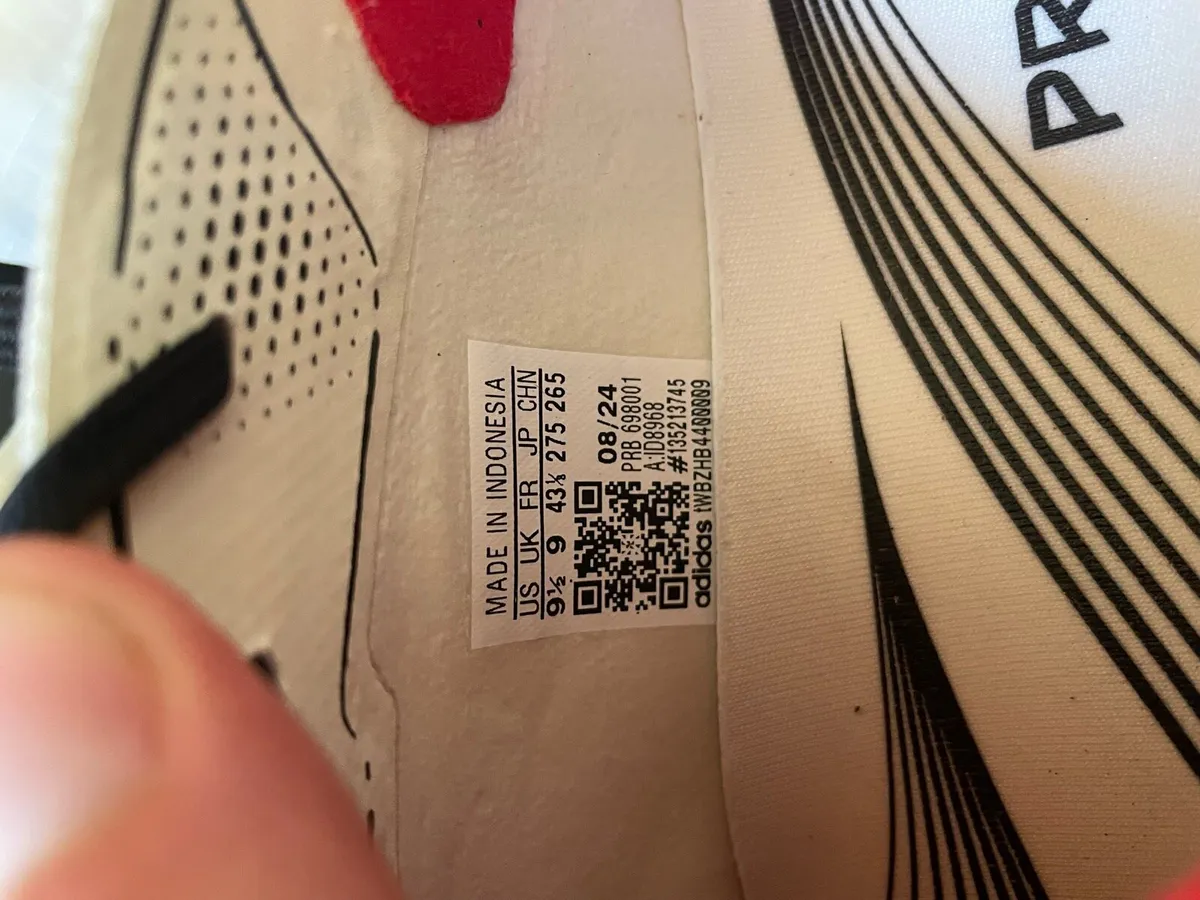 MADE IN INDONESIA
US UK FR JP CHN
9½ 9 43⅓ 275 265
08/24
PRB 698001
A:ID8968
#135213745
adidas
PR